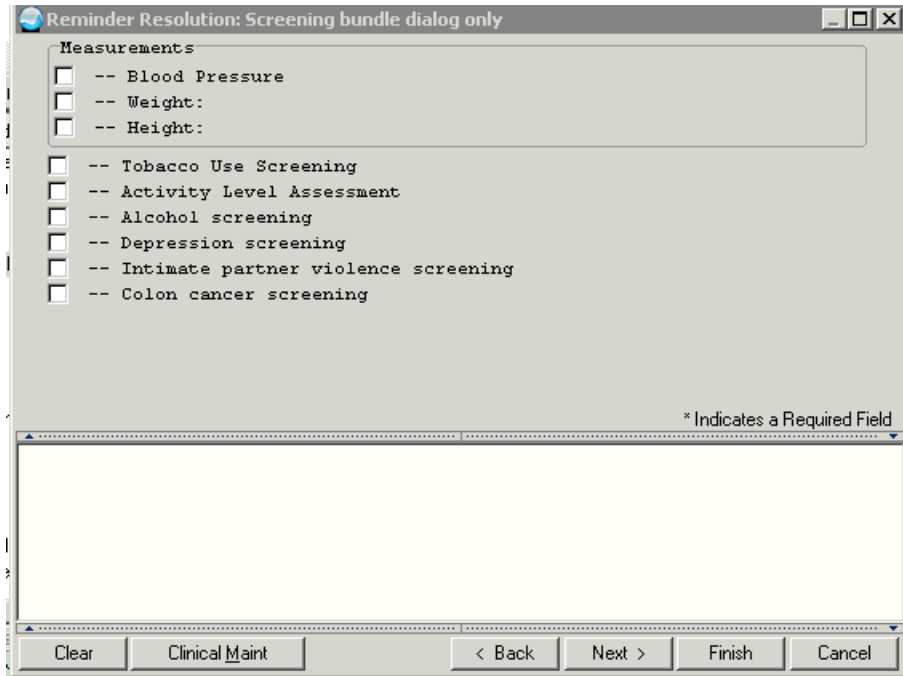 Reminder Resolution: Screening bundle dialog only
Measurements
-- Blood Pressure
-- Weight:
-- Height:
-- Tobacco Use Screening
-- Activity Level Assessment
-- Alcohol screening
-- Depression screening
-- Intimate partner violence screening
-- Colon cancer screening
* Indicates a Required Field
Clear Clinical Maint < Back Next > Finish Cancel